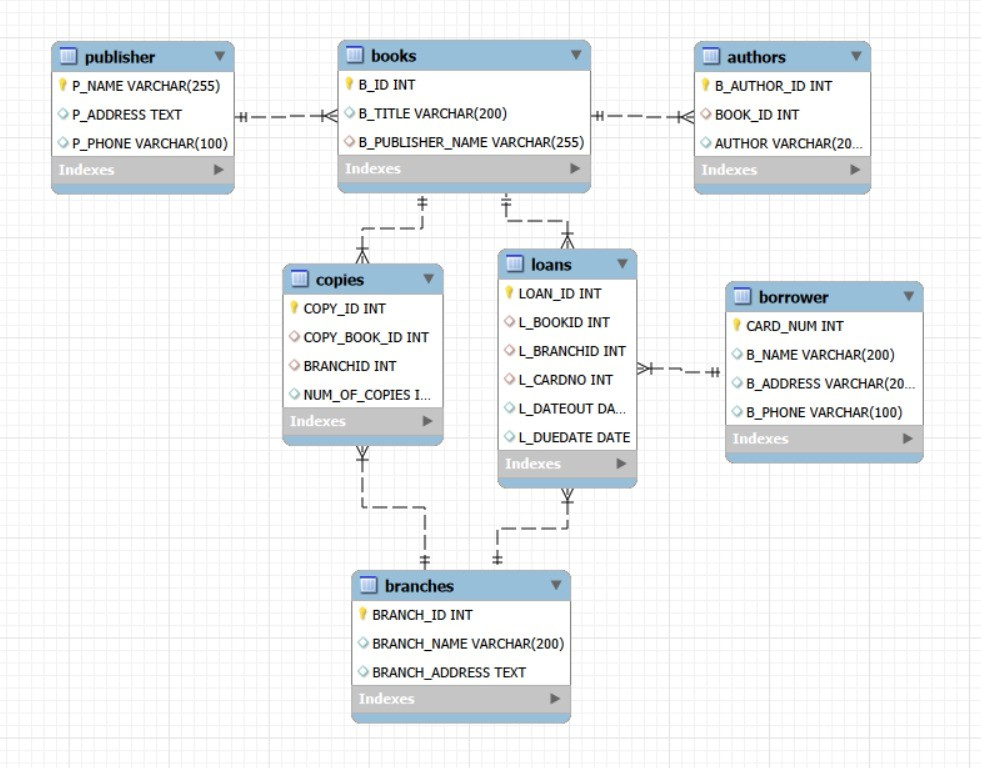 publisher
P_NAME VARCHAR(255)
P_ADDRESS TEXT
P_PHONE VARCHAR(100)
Indexes
books
B_ID INT
B_TITLE VARCHAR(200)
B_PUBLISHER_NAME VARCHAR(255)
Indexes
authors
B_AUTHOR_ID INT
BOOK_ID INT
AUTHOR VARCHAR(20...
Indexes
copies
COPY_ID INT
COPY_BOOK_ID INT
BRANCHID INT
NUM_OF_COPIES I...
Indexes
loans
LOAN_ID INT
L_BOOKID INT
L_BRANCHID INT
L_CARDNO INT
L_DATEOUT DA...
L_DUEDATE DATE
Indexes
borrower
CARD_NUM INT
B_NAME VARCHAR(200)
B_ADDRESS VARCHAR(20...
B_PHONE VARCHAR(100)
Indexes
branches
BRANCH_ID INT
BRANCH_NAME VARCHAR(200)
BRANCH_ADDRESS TEXT
Indexes